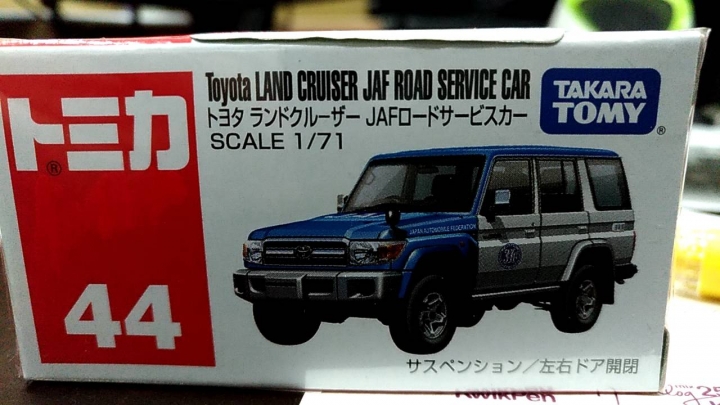 Toyota LAND CRUISER JAF ROAD SERVICE CAR
トヨタ ランドクルーザー JAFロードサービスカー
SCALE 1/71
TAKARA
TOMY
®
トミカ
®
44
JAPAN AUTOMOBILE FEDERATION
JAF
サスペンション／左右ドア開閉